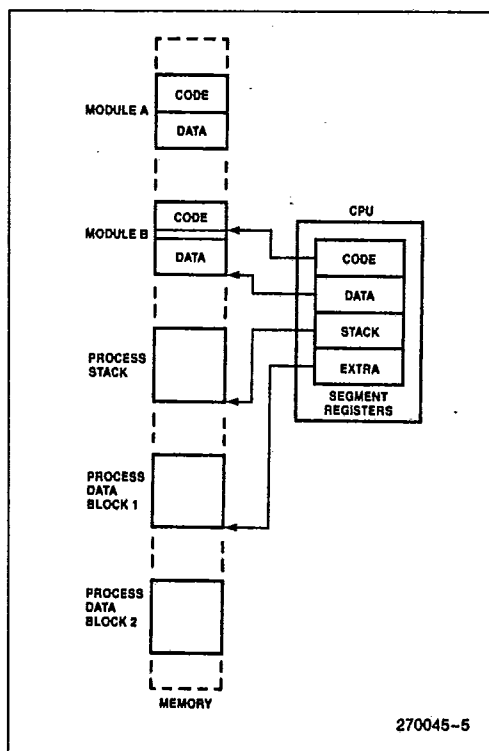 MODULE A
CODE
DATA
MODULE B
CODE
DATA
CPU
CODE
DATA
STACK
EXTRA
SEGMENT
REGISTERS
PROCESS
STACK
PROCESS
DATA
BLOCK 1
PROCESS
DATA
BLOCK 2
MEMORY
270045-5